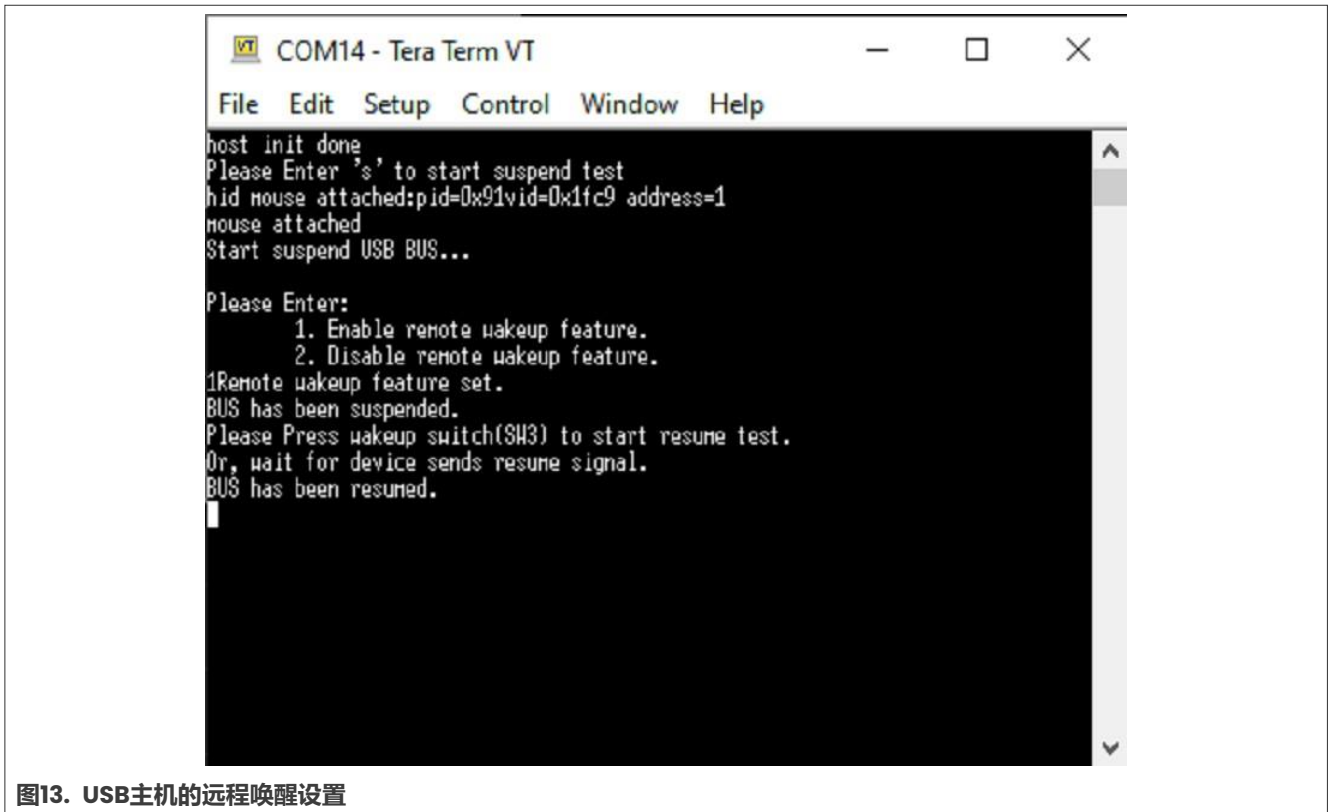 COM14 - Tera Term VT
File Edit Setup Control Window Help
host init done
Please Enter 's' to start suspend test
hid mouse attached:pid=0x91vid=0x1fc9 address=1
mouse attached
Start suspend USB BUS...
Please Enter:
1. Enable remote wakeup feature.
2. Disable remote wakeup feature.
1Remote wakeup feature set.
BUS has been suspended.
Please Press wakeup switch(SW3) to start resume test.
Or, wait for device sends resume signal.
BUS has been resumed.
图13. USB主机的远程唤醒设置